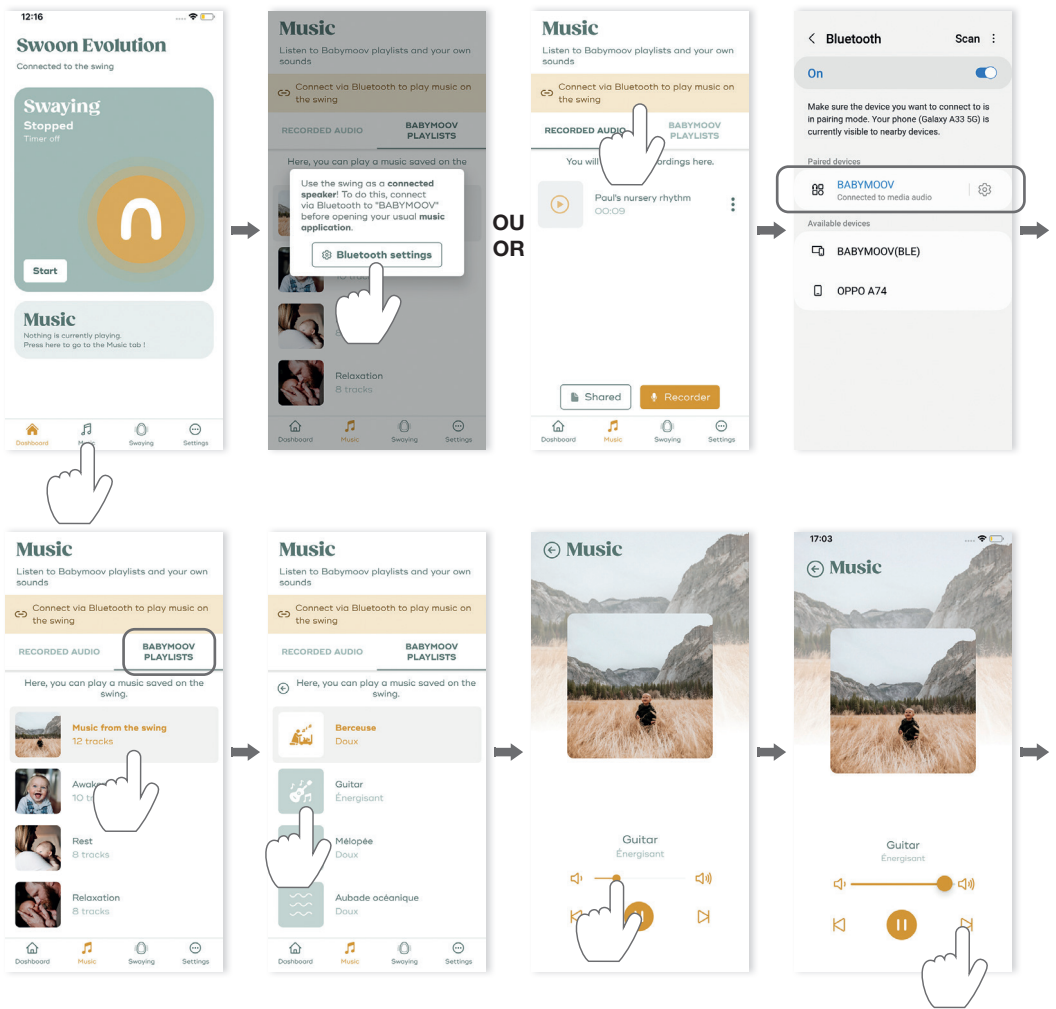 12:16
Swoon Evolution
Connected to the swing
Swaying
Stopped
Timer off
Start
Music
Nothing is currently playing.
Press here to go to the Music tab !
Dashboard
Music
Swaying
Settings
Music
Listen to Babymoov playlists and your own
sounds
Connect via Bluetooth to play music on
the swing
RECORDED AUDIO
BABYMOOV
PLAYLISTS
Here, you can play a music saved on the
Use the swing as a connected
speaker! To do this, connect
via Bluetooth to "BABYMOOV"
before opening your usual music
application.
Bluetooth settings
8
Relaxation
8 tracks
Dashboard
Music
Swaying
Settings
OU
OR
Music
Listen to Babymoov playlists and your own
sounds
Connect via Bluetooth to play music on
the swing
RECORDED AUDIO
BABYMOOV
PLAYLISTS
You will recordings here.
Paul's nursery rhythm
00:09
Shared
Recorder
Dashboard
Music
Swaying
Settings
Bluetooth
Scan
On
Make sure the device you want to connect to is
in pairing mode. Your phone (Galaxy A33 5G) is
currently visible to nearby devices.
Paired devices
BABYMOOV
Connected to media audio
Available devices
BABYMOOV(BLE)
OPPO A74
Music
Listen to Babymoov playlists and your own
sounds
Connect via Bluetooth to play music on
the swing
RECORDED AUDIO
BABYMOOV
PLAYLISTS
Here, you can play a music saved on the
swing.
Music from the swing
12 tracks
10 tr
Rest
8 tracks
Relaxation
8 tracks
Dashboard
Music
Swaying
Settings
Music
Listen to Babymoov playlists and your own
sounds
Connect via Bluetooth to play music on
the swing
RECORDED AUDIO
BABYMOOV
PLAYLISTS
Here, you can play a music saved on the
swing.
Berceuse
Doux
Guitar
Énergisant
Mélopée
Doux
Aubade océanique
Doux
Dashboard
Music
Swaying
Settings
Music
Guitar
Énergisant
17:03
Music
Guitar
Énergisant